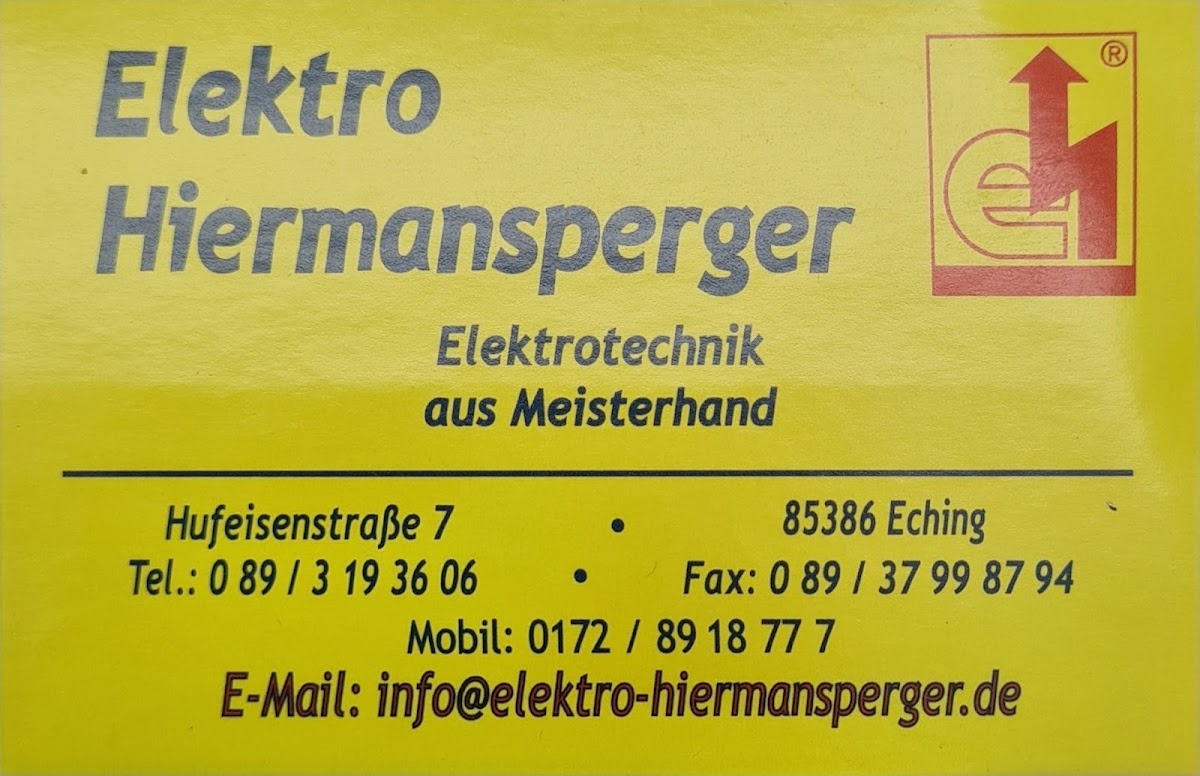 Elektro
Hiermansperger
®
Elektrotechnik
aus Meisterhand
Hufeisenstraße 7 • 85386 Eching
Tel.: 0 89 / 3 19 36 06 • Fax: 0 89 / 37 99 87 94
Mobil: 0172 / 89 18 77 7
E-Mail: info@elektro-hiermansperger.de